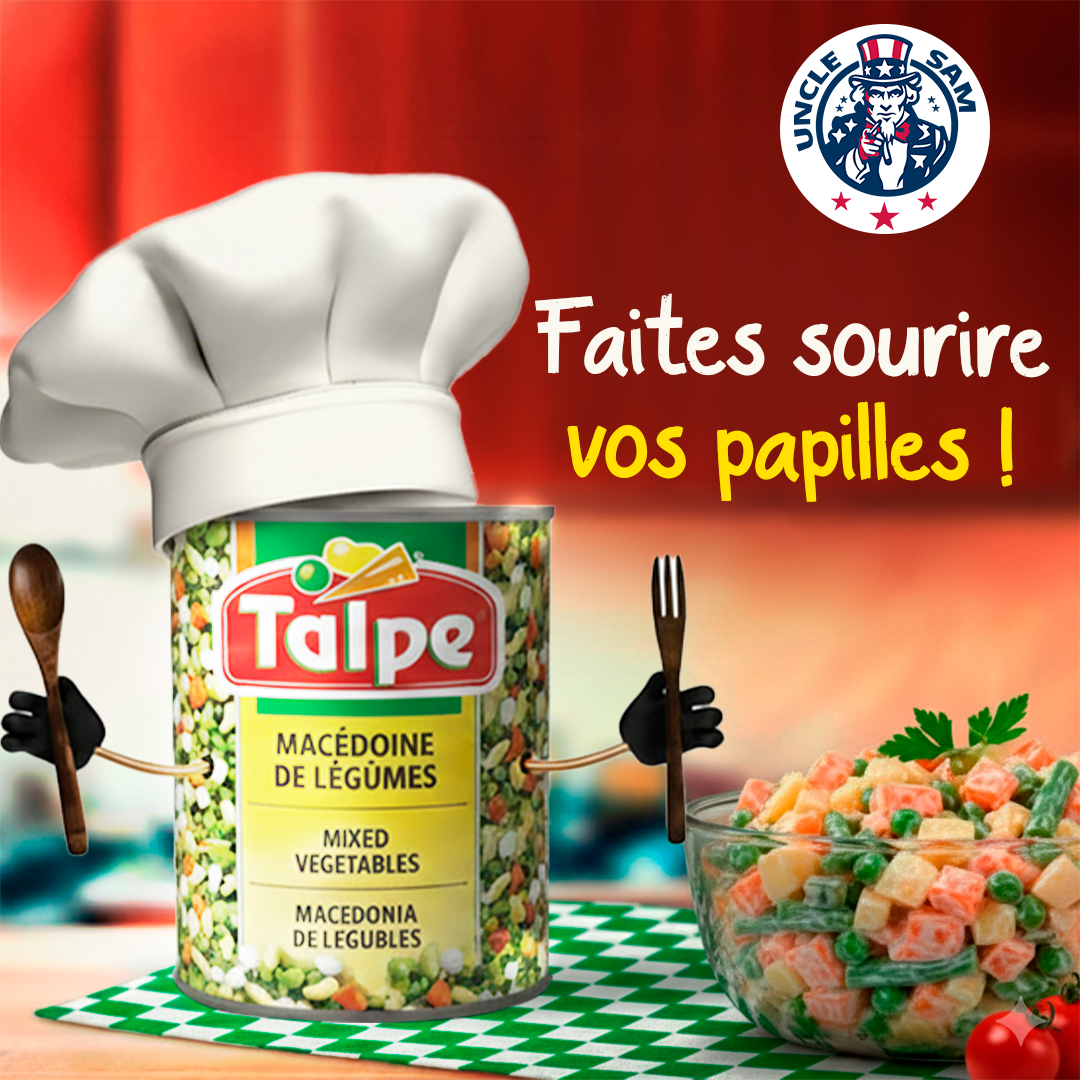 UNCLE SAM
Faites sourire
vos papilles !
Talpe
MACÉDOINE
DE LÉGÛMES
MIXED
VEGETABLES
MACEDONIA
DE LEGUBLES